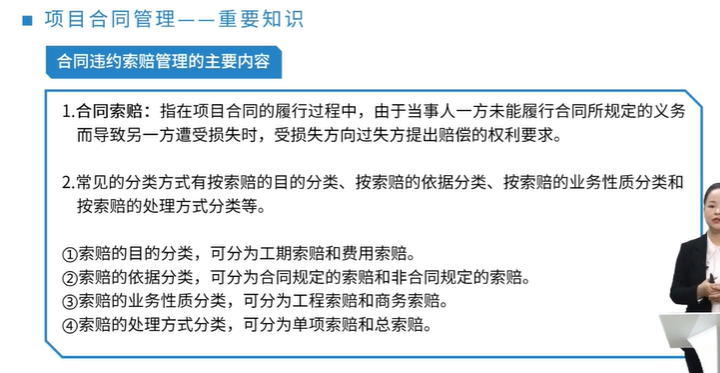 ■ 项目合同管理——重要知识
合同违约索赔管理的主要内容
1.合同索赔：指在项目合同的履行过程中，由于当事人一方未能履行合同所规定的义务
而导致另一方遭受损失时，受损失方向过失方提出赔偿的权利要求。
2.常见的分类方式有按索赔的目的分类、按索赔的依据分类、按索赔的业务性质分类和
按索赔的处理方式分类等。
①索赔的目的分类，可分为工期索赔和费用索赔。
②索赔的依据分类，可分为合同规定的索赔和非合同规定的索赔。
③索赔的业务性质分类，可分为工程索赔和商务索赔。
④索赔的处理方式分类，可分为单项索赔和总索赔。